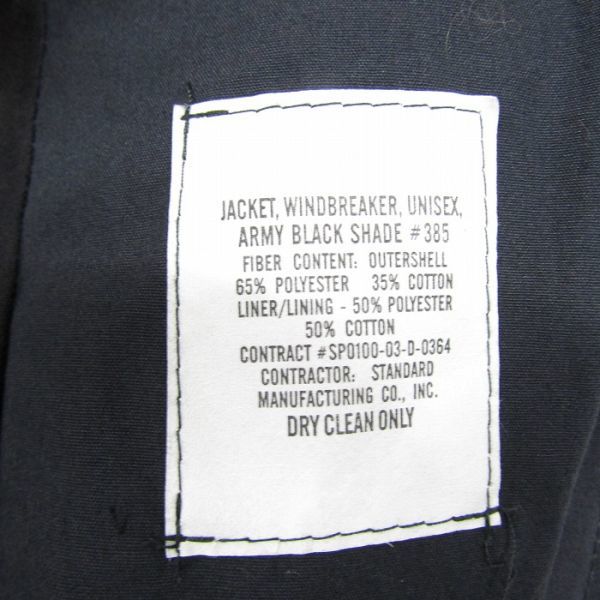 JACKET, WINDBREAKER, UNISEX,
ARMY BLACK SHADE #385
FIBER CONTENT: OUTERSHELL
65% POLYESTER 35% COTTON
LINER/LINING - 50% POLYESTER
50% COTTON
CONTRACT #SPO100-03-D-0364
CONTRACTOR: STANDARD
MANUFACTURING CO., INC.
DRY CLEAN ONLY